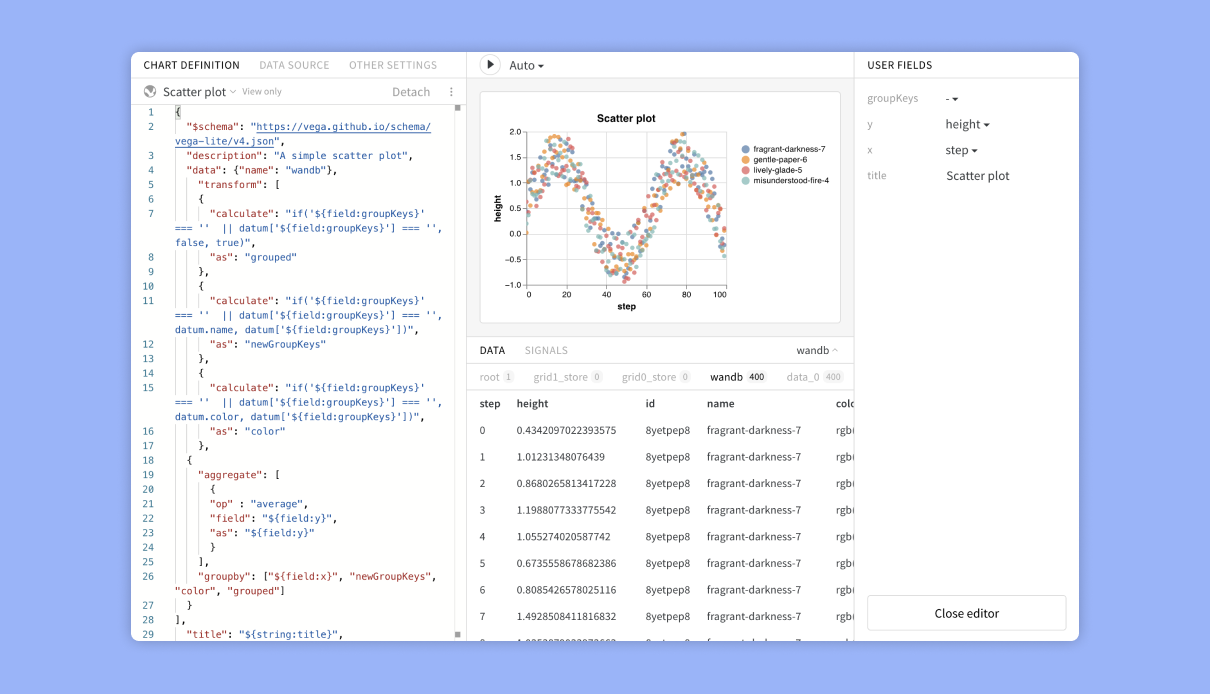 CHART DEFINITION DATA SOURCE OTHER SETTINGS
Scatter plot View only Detach
1 {
2 "$schema": "https://vega.github.io/schema/
vega-lite/v4.json",
3 "description": "A simple scatter plot",
4 "data": {"name": "wandb"},
5 "transform": [
6 {
7 "calculate": "if('${field:groupKeys}'
=== '' || datum['${field:groupKeys}'] === '',
false, true)",
8 "as": "grouped"
9 },
10 {
11 "calculate": "if('${field:groupKeys}'
=== '' || datum['${field:groupKeys}'] === '',
datum.name, datum['${field:groupKeys}'])",
12 "as": "newGroupKeys"
13 },
14 {
15 "calculate": "if('${field:groupKeys}'
=== '' || datum['${field:groupKeys}'] === '',
datum.color, datum['${field:groupKeys}'])",
16 "as": "color"
17 },
18 {
19 "aggregate": [
20 {
21 "op" : "average",
22 "field": "${field:y}",
23 "as": "${field:y}"
24 }
25 ],
26 "groupby": ["${field:x}", "newGroupKeys",
"color", "grouped"]
27 }
28 ],
29 "title": "${string:title}",
Auto
Scatter plot
2.0
1.5
1.0
0.5
0.0
−0.5
−1.0
height
0 20 40 60 80 100
step
fragrant-darkness-7
gentle-paper-6
lively-glade-5
misunderstood-fire-4
DATA SIGNALS wandb
root 1 grid1_store 0 grid0_store 0 wandb 400 data_0 400
step height id name colo
0 0.4342097022393575 8yetpep8 fragrant-darkness-7 rgb(
1 1.01231348076439 8yetpep8 fragrant-darkness-7 rgb(
2 0.8680265813417228 8yetpep8 fragrant-darkness-7 rgb(
3 1.1988077333775542 8yetpep8 fragrant-darkness-7 rgb(
4 1.055274020587742 8yetpep8 fragrant-darkness-7 rgb(
5 0.6735558678682386 8yetpep8 fragrant-darkness-7 rgb(
6 0.8085426578025116 8yetpep8 fragrant-darkness-7 rgb(
7 1.4928508411816832 8yetpep8 fragrant-darkness-7 rgb(
USER FIELDS
groupKeys -
y height
x step
title Scatter plot
Close editor